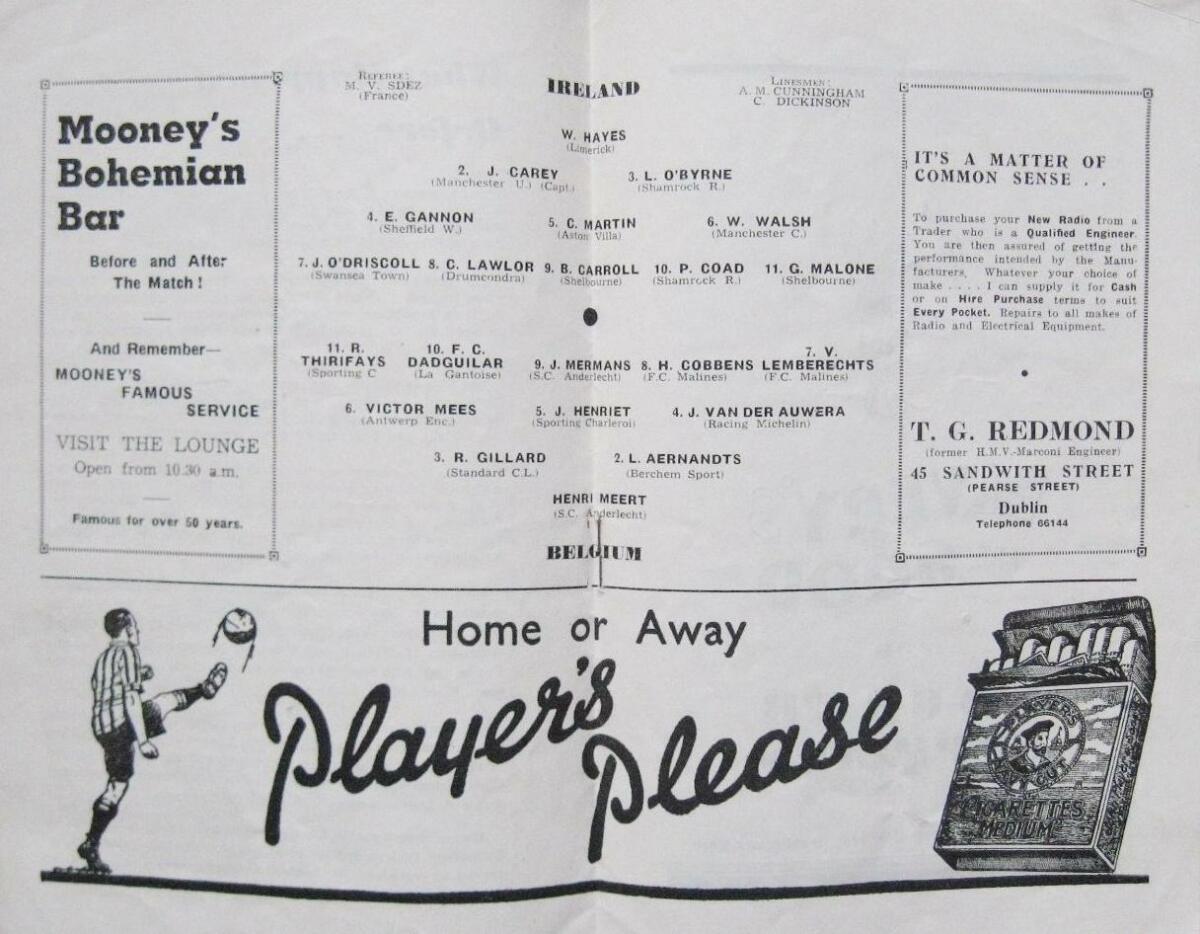 Mooney's
Bohemian
Bar
Before and After
The Match !
And Remember—
MOONEY'S
FAMOUS
SERVICE
VISIT THE LOUNGE
Open from 10.30 a.m.
Famous for over 50 years.
REFEREE:
M. V. SDEZ
(France)
IRELAND
LINESMEN:
A. M. CUNNINGHAM
C. DICKINSON
W. HAYES
(Limerick)
2. J. CAREY
(Manchester U.) (Capt.)
3. L. O'BYRNE
(Shamrock R.)
4. E. GANNON
(Sheffield W.)
5. C. MARTIN
(Aston Villa)
6. W. WALSH
(Manchester C.)
7. J. O'DRISCOLL
(Swansea Town)
8. C. LAWLOR
(Drumcondra)
9. B. CARROLL
(Shelbourne)
10. P. COAD
(Shamrock R.)
11. G. MALONE
(Shelbourne)
11. R.
THIRIFAYS
(Sporting C
10. F. C.
DADGUILAR
(La Gantoise)
9. J. MERMANS
(S.C. Anderlecht)
8. H. COBBENS
(F.C. Malines)
7. V.
LEMBERECHTS
(F.C. Malines)
6. VICTOR MEES
(Antwerp Enc.)
5. J. HENRIET
(Sporting Charleroi)
4. J. VAN DER AUWERA
(Racing Michelin)
3. R. GILLARD
(Standard C.L.)
2. L. AERNANDTS
(Berchem Sport)
HENRI MEERT
(S.C. Anderlecht)
BELGIUM
IT'S A MATTER OF
COMMON SENSE . .
To purchase your New Radio from a
Trader who is a Qualified Engineer.
You are then assured of getting the
performance intended by the Manu-
facturers. Whatever your choice of
make . . . . I can supply it for Cash
or on Hire Purchase terms to suit
Every Pocket. Repairs to all makes of
Radio and Electrical Equipment.
T. G. REDMOND
(former H.M.V.-Marconi Engineer)
45 SANDWITH STREET
(PEARSE STREET)
Dublin
Telephone 66144
Home or Away
Player's
Please
PLAYER'S
NAVY CUT
CIGARETTES
"MEDIUM"